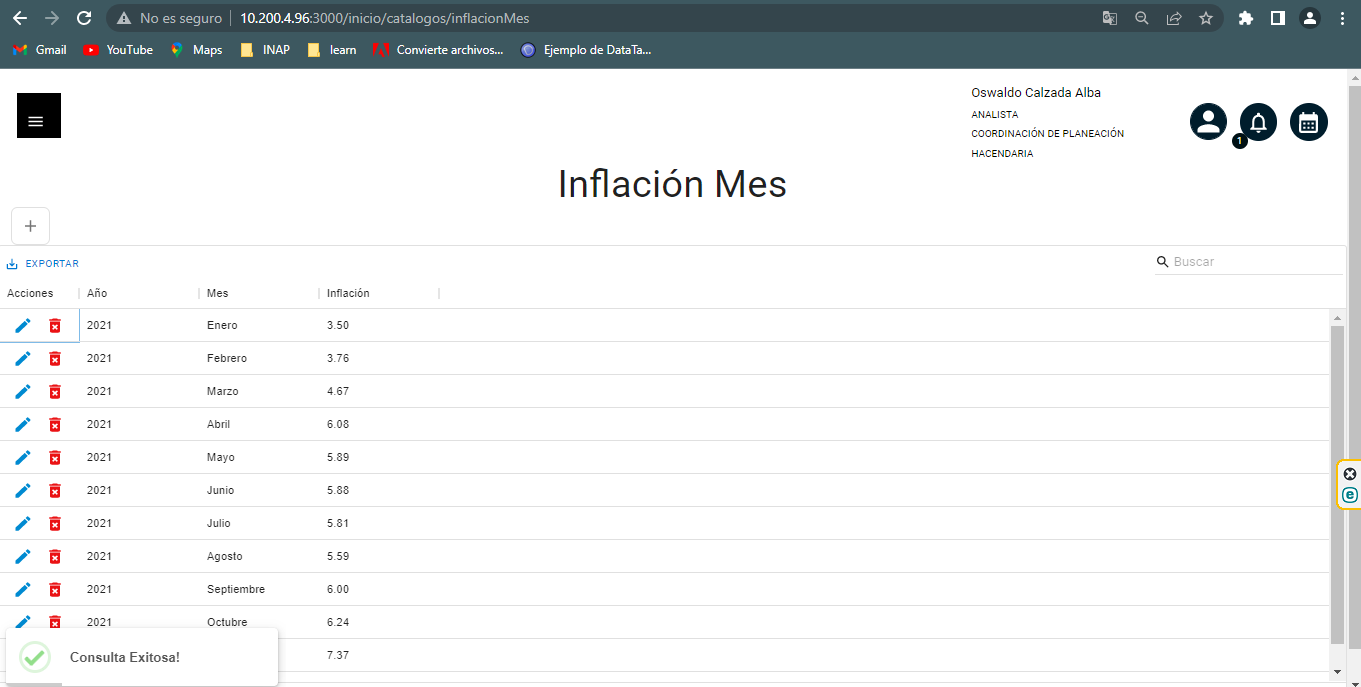 No es seguro 10.200.4.96:3000/inicio/catalogos/inflacionMes
Gmail YouTube Maps INAP learn Convierte archivos... Ejemplo de DataTa...
Oswaldo Calzada Alba
ANALISTA
COORDINACIÓN DE PLANEACIÓN
HACENDARIA
1
Inflación Mes
+
EXPORTAR Buscar
Acciones Año Mes Inflación
2021 Enero 3.50
2021 Febrero 3.76
2021 Marzo 4.67
2021 Abril 6.08
2021 Mayo 5.89
2021 Junio 5.88
2021 Julio 5.81
2021 Agosto 5.59
2021 Septiembre 6.00
2021 Octubre 6.24
7.37
Consulta Exitosa!